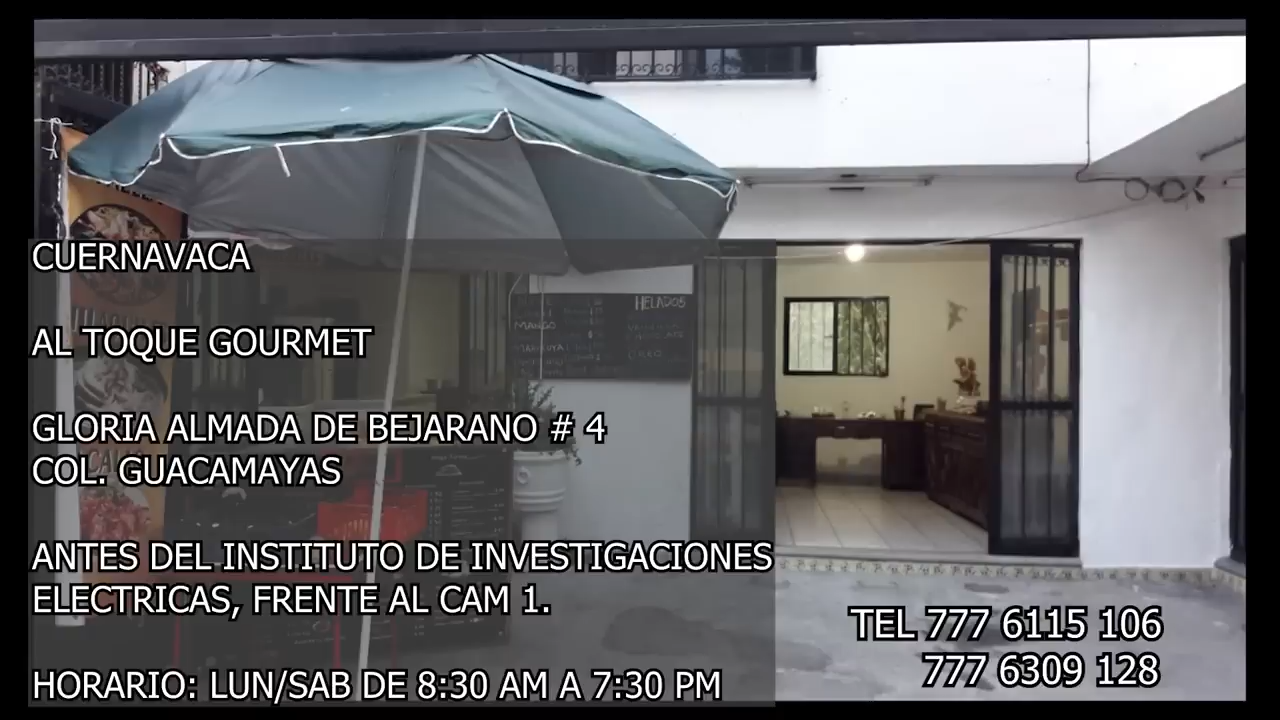 CUERNAVACA
AL TOQUE GOURMET
GLORIA ALMADA DE BEJARANO # 4
COL. GUACAMAYAS
ANTES DEL INSTITUTO DE INVESTIGACIONES
ELECTRICAS, FRENTE AL CAM 1.
HORARIO: LUN/SAB DE 8:30 AM A 7:30 PM
TEL 777 6115 106
777 6309 128
HELADOS
MANGO